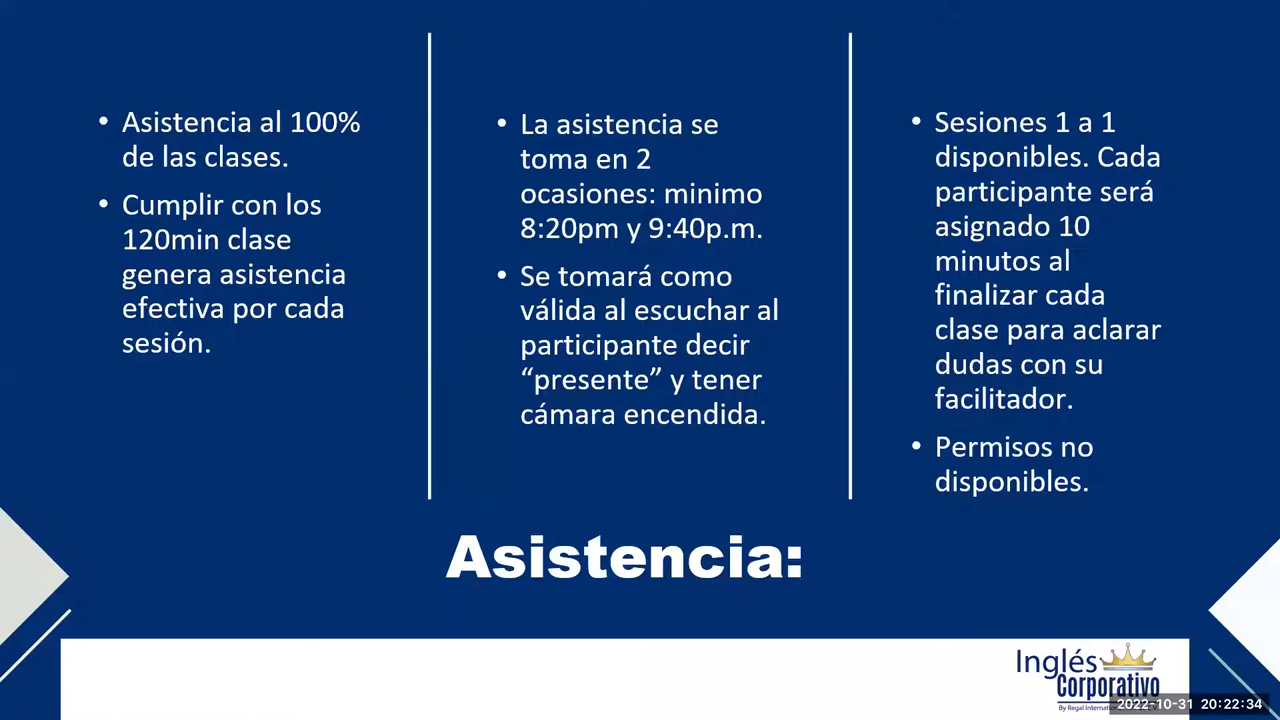 • Asistencia al 100%
de las clases.
• Cumplir con los
120min clase
genera asistencia
efectiva por cada
sesión.
• La asistencia se
toma en 2
ocasiones: minimo
8:20pm y 9:40p.m.
• Se tomará como
válida al escuchar al
participante decir
“presente” y tener
cámara encendida.
• Sesiones 1 a 1
disponibles. Cada
participante será
asignado 10
minutos al
finalizar cada
clase para aclarar
dudas con su
facilitador.
• Permisos no
disponibles.
Asistencia:
Inglés
Corporativo
By Regal International
2022-10-31 20:22:34